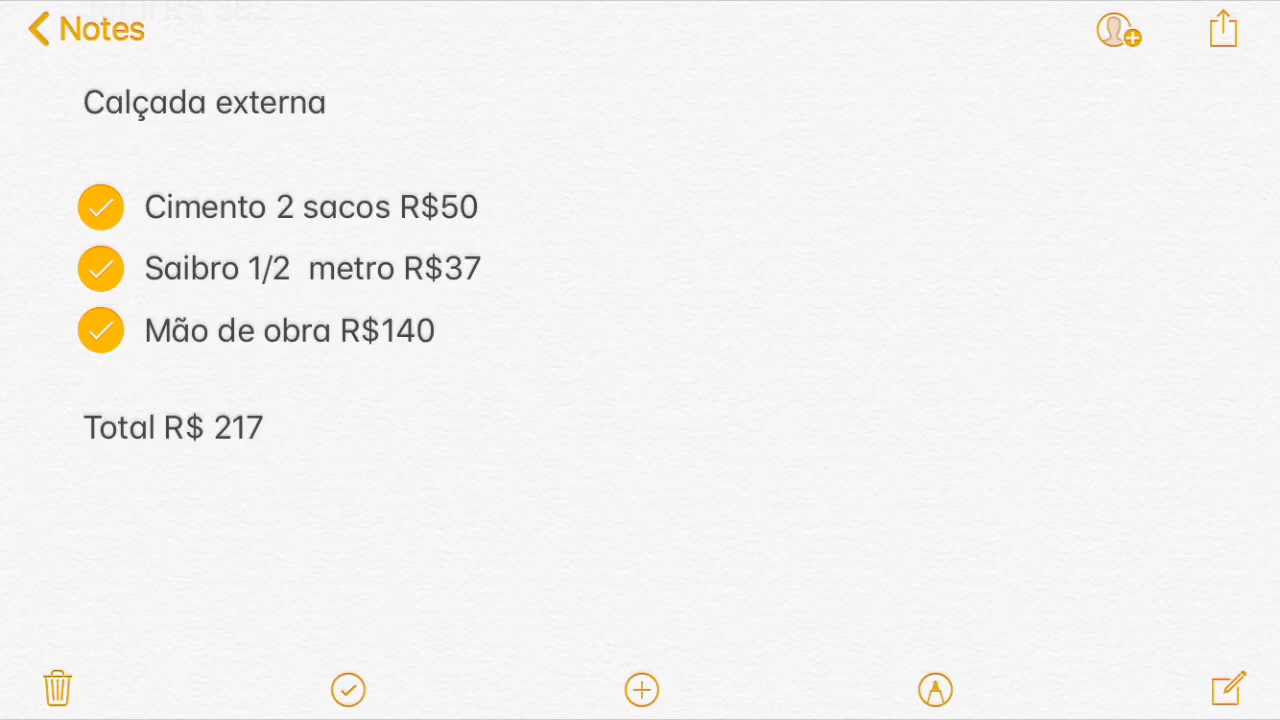 Notes
Calçada externa
Cimento 2 sacos R$50
Saibro 1/2  metro R$37
Mão de obra R$140
Total R$ 217